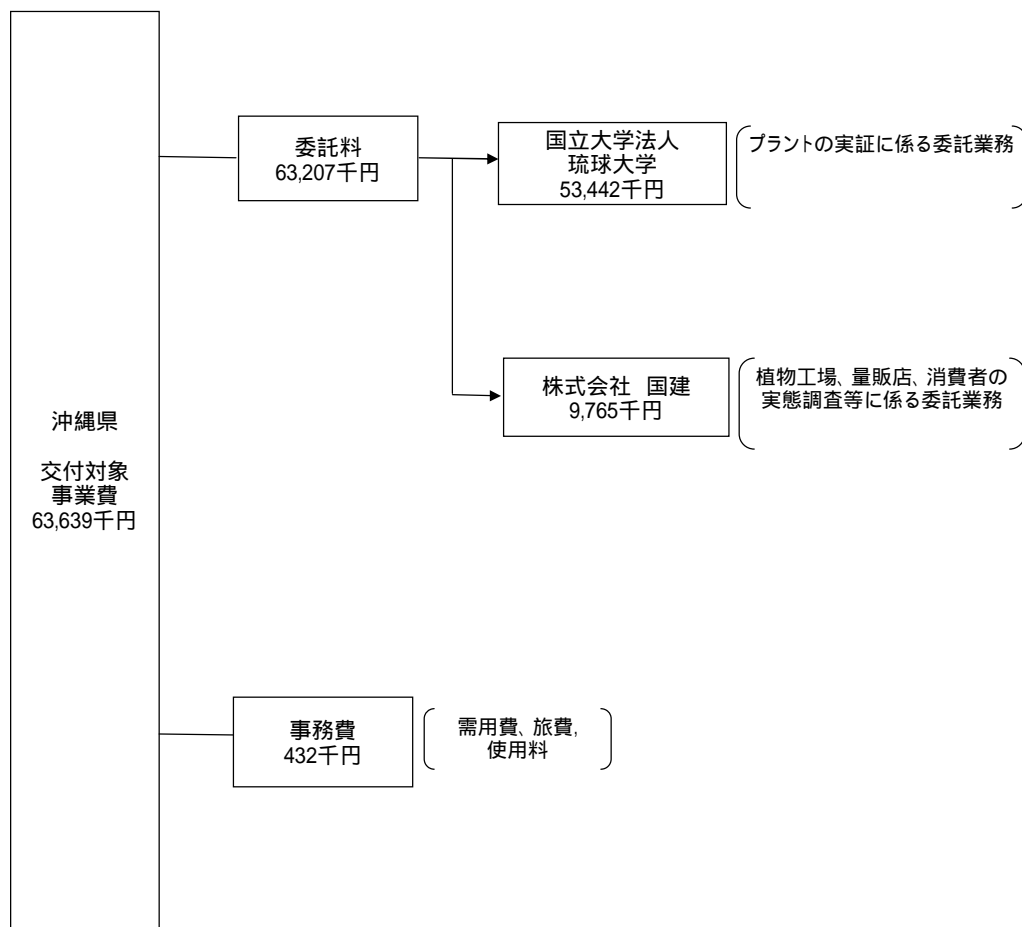 沖縄県
交付対象
事業費
63,639千円
委託料
63,207千円
国立大学法人
琉球大学
53,442千円
プラントの実証に係る委託業務
株式会社　国建
9,765千円
植物工場、量販店、消費者の
実態調査等に係る委託業務
事務費
432千円
需用費、旅費,
使用料